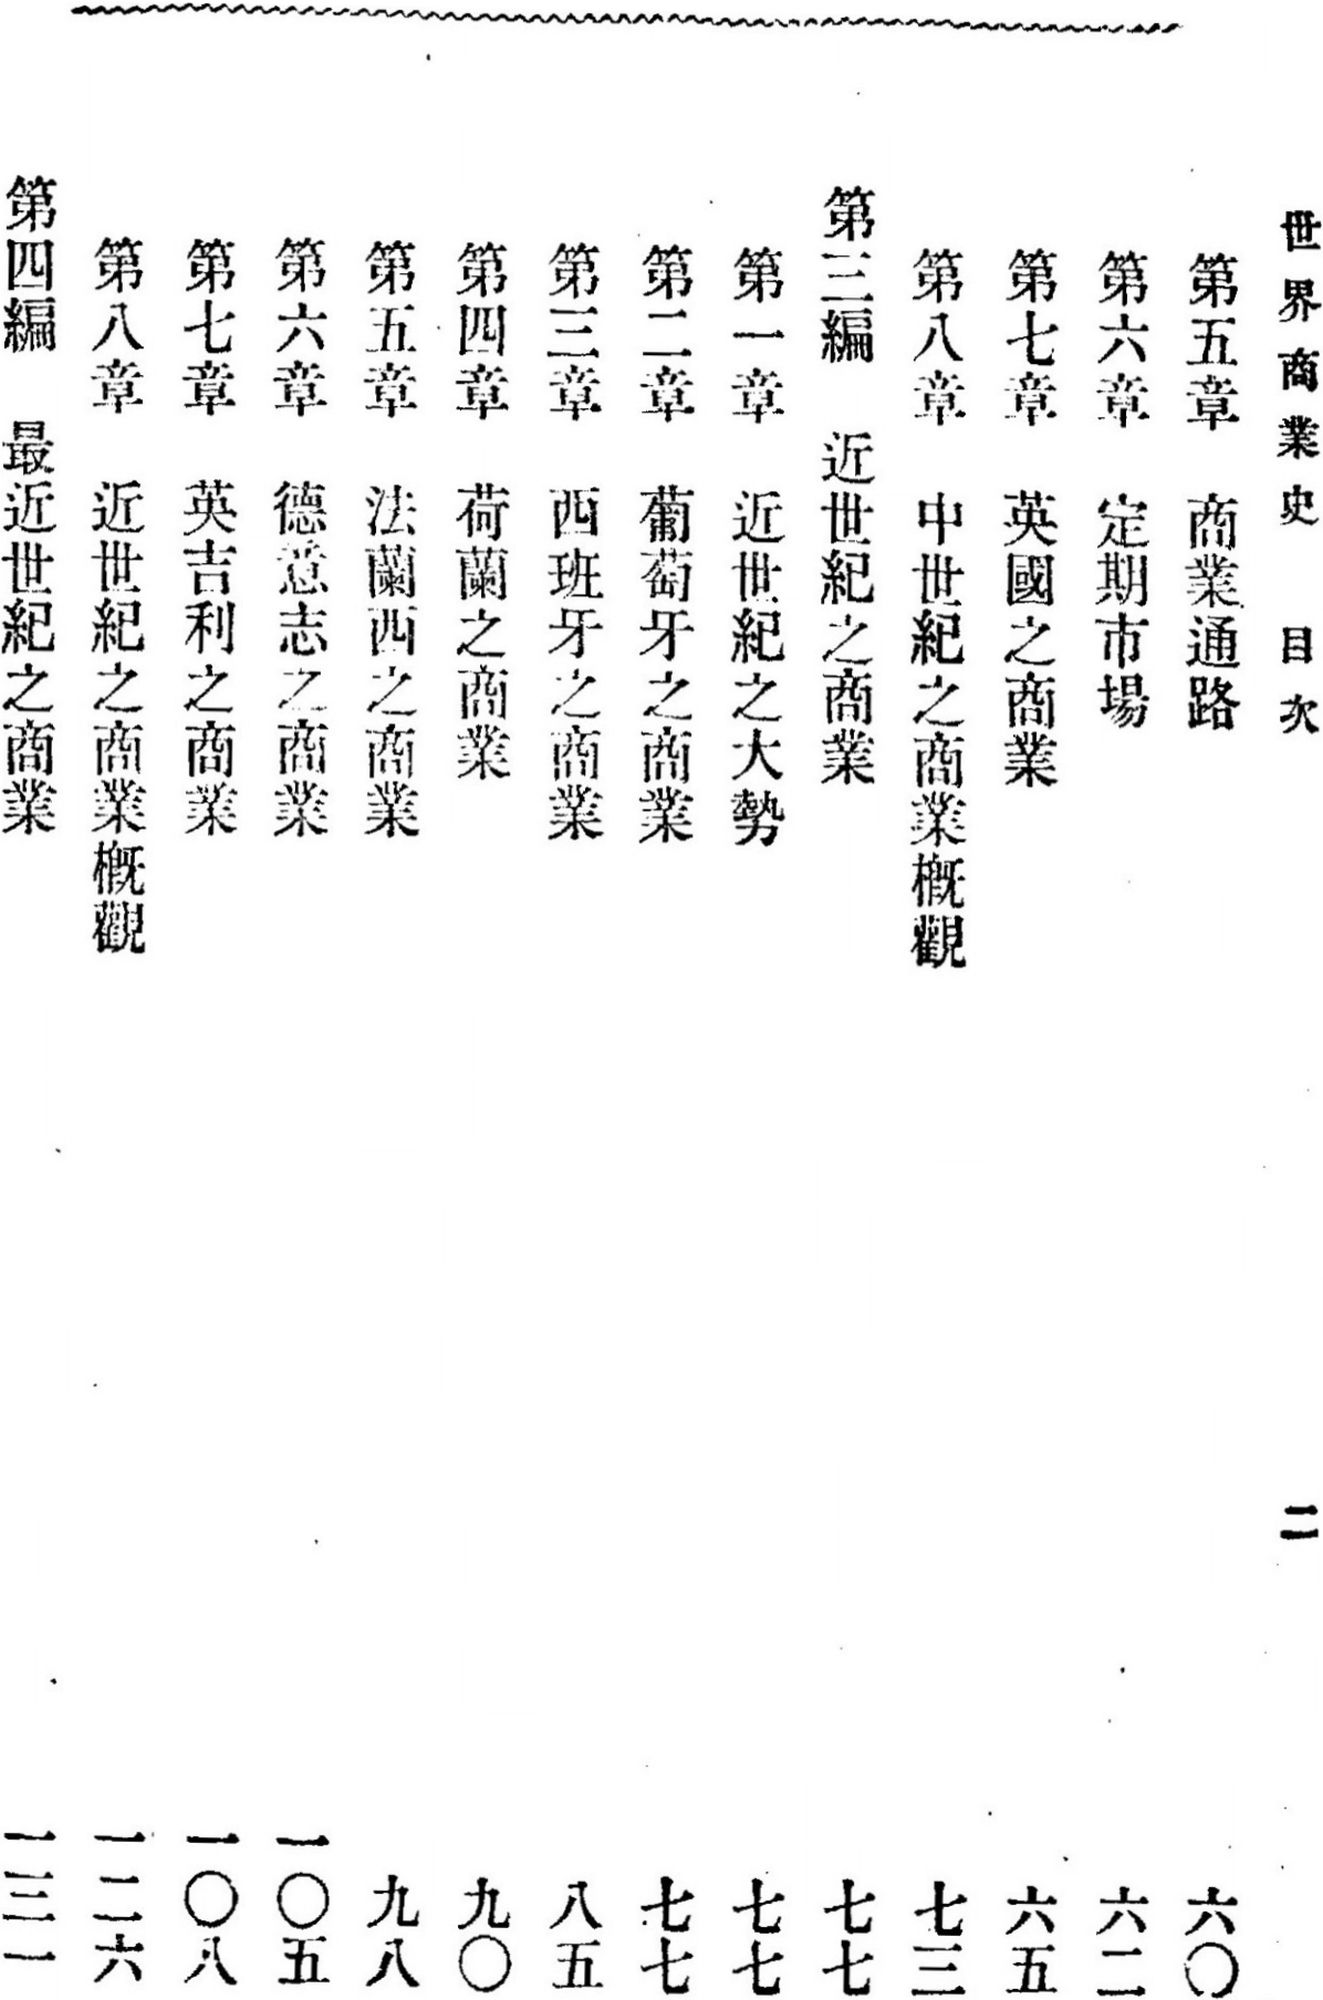 世界商業史　目次　二
第五章　商業通路　六〇
第六章　定期市場　六二
第七章　英國之商業　六五
第八章　中世紀之商業概觀　七三
第三編　近世紀之商業　七七
第一章　近世紀之大勢　七七
第二章　葡萄牙之商業　七七
第三章　西班牙之商業　八五
第四章　荷蘭之商業　九〇
第五章　法蘭西之商業　九八
第六章　德意志之商業　一〇五
第七章　英吉利之商業　一〇八
第八章　近世紀之商業概觀　一二六
第四編　最近世紀之商業　一三一